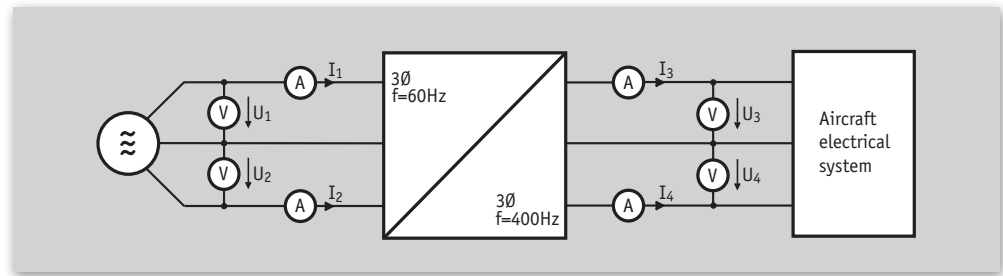 A
I1
A
I3
3Ø
f=60Hz
V
U1
V
U3
Aircraft
electrical
system
≋
V
U2
V
U4
A
I2
A
I4
3Ø
f=400Hz